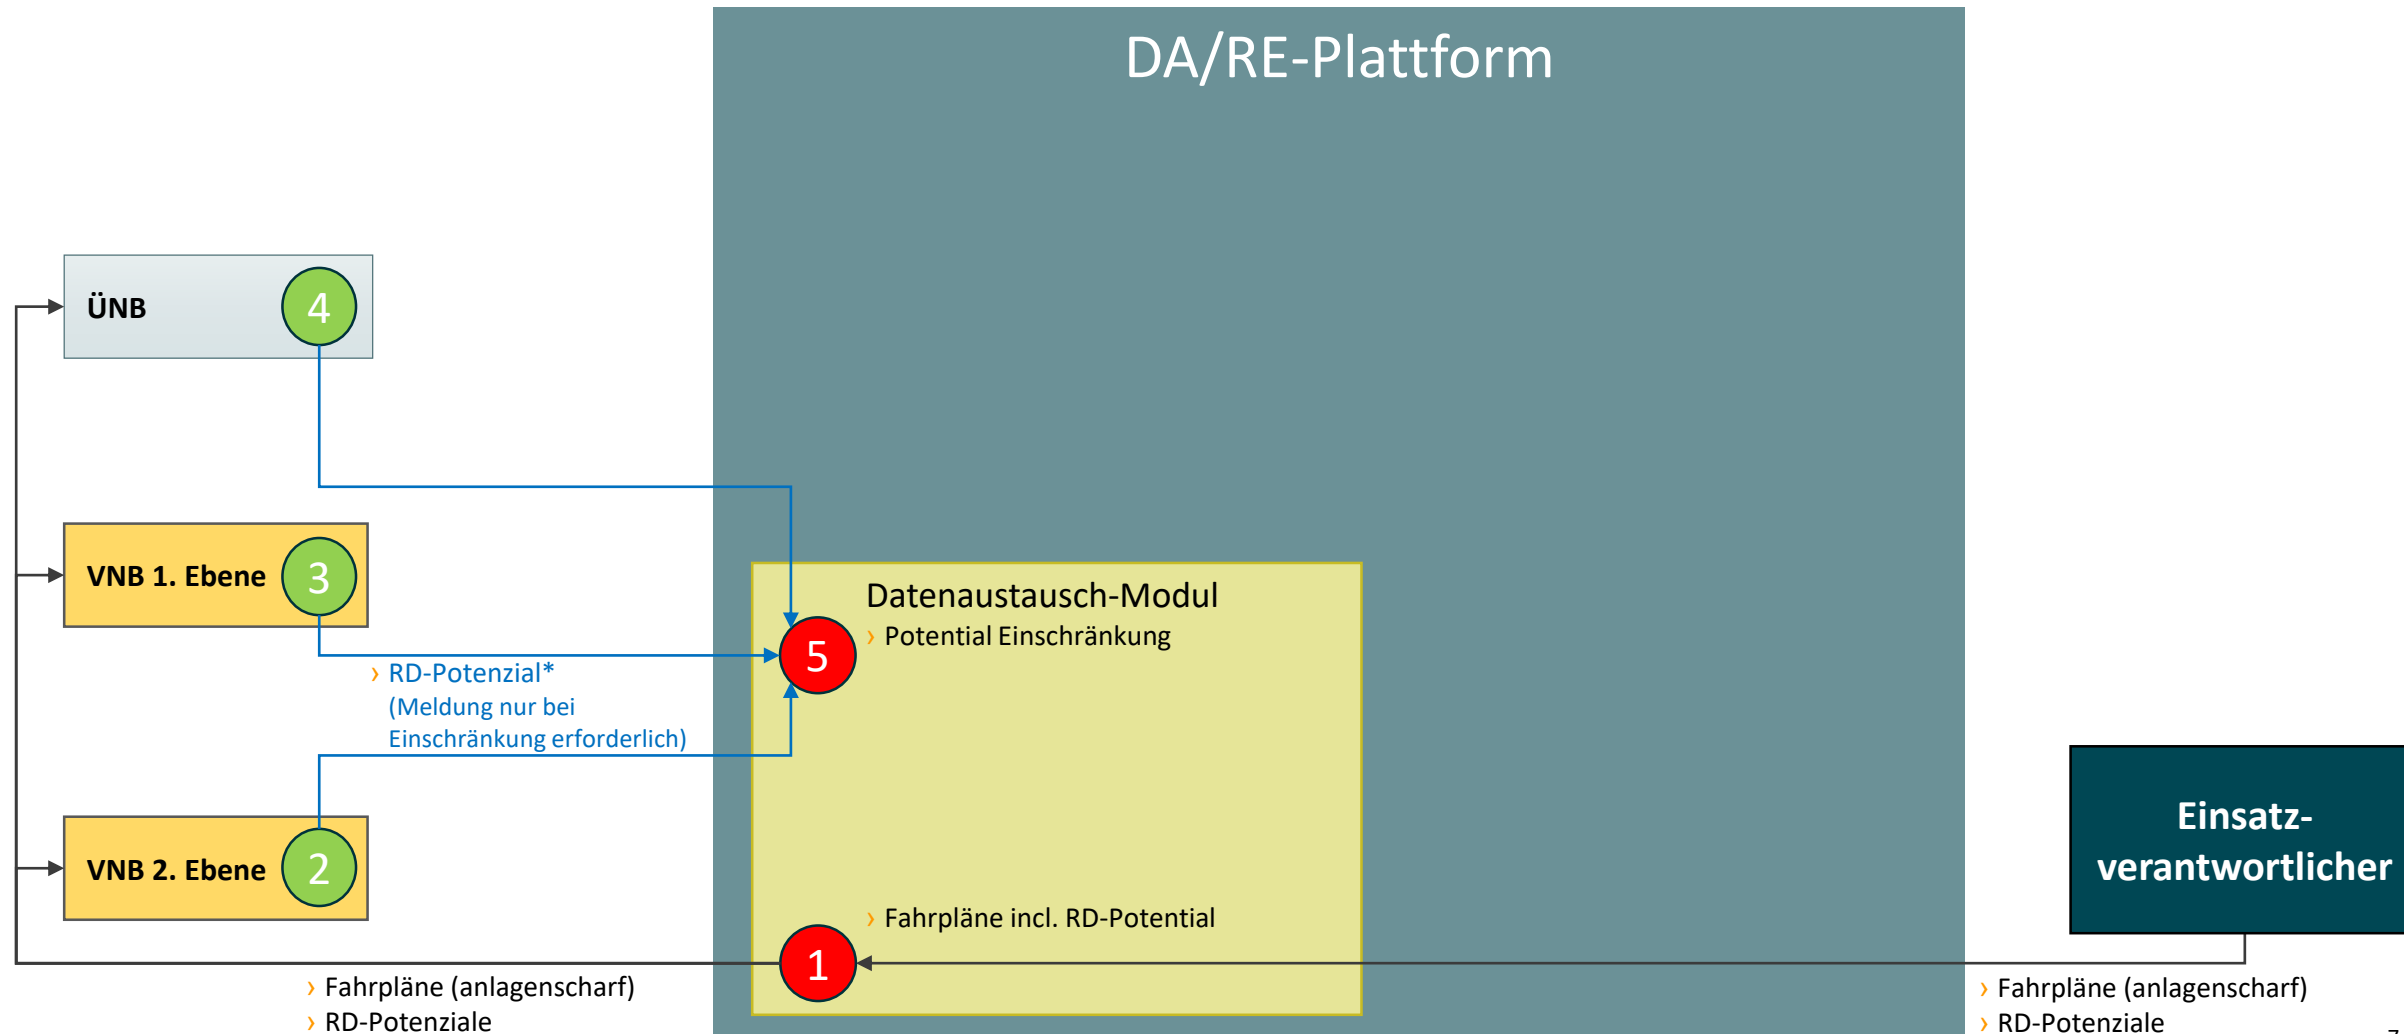 DA/RE-Plattform
ÜNB
4
VNB 1. Ebene
3
Datenaustausch-Modul
› Potential Einschränkung
5
› RD-Potenzial*
(Meldung nur bei
Einschränkung erforderlich)
VNB 2. Ebene
2
Einsatz-
verantwortlicher
› Fahrpläne incl. RD-Potential
1
› Fahrpläne (anlagenscharf)
› RD-Potenziale
› Fahrpläne (anlagenscharf)
› RD-Potenziale